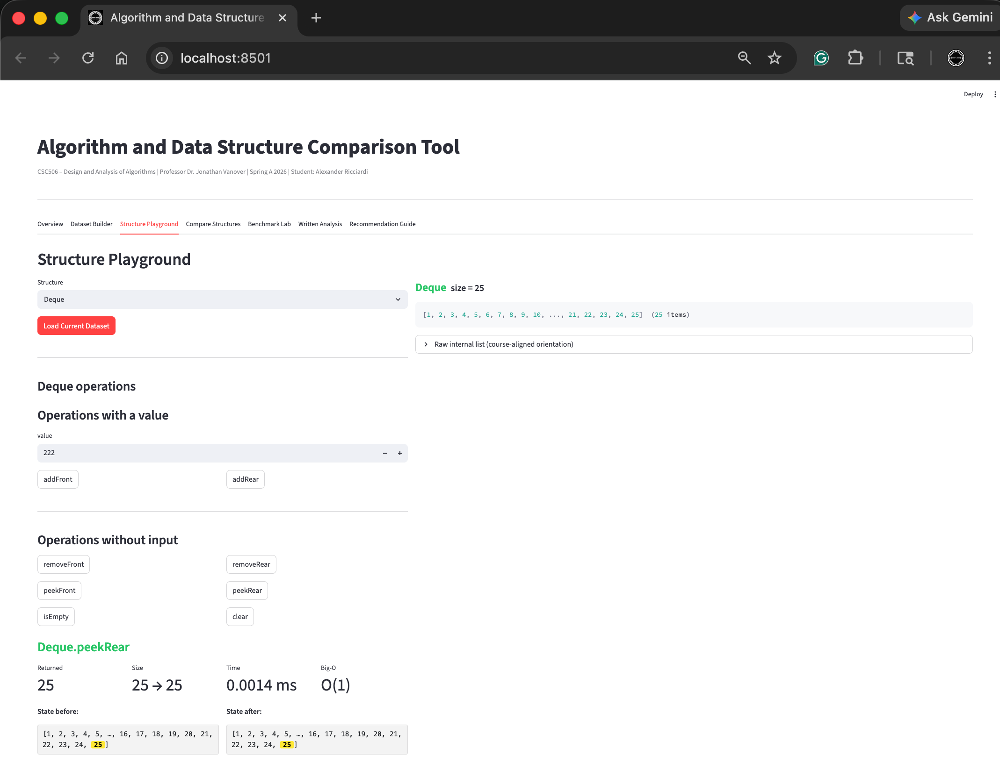 Algorithm and Data Structure
Ask Gemini
localhost:8501
Deploy
Algorithm and Data Structure Comparison Tool
CSC506 – Design and Analysis of Algorithms | Professor Dr. Jonathan Vanover | Spring A 2026 | Student: Alexander Ricciardi
Overview Dataset Builder Structure Playground Compare Structures Benchmark Lab Written Analysis Recommendation Guide
Structure Playground
Structure
Deque
Load Current Dataset
Deque size = 25
[1, 2, 3, 4, 5, 6, 7, 8, 9, 10, ..., 21, 22, 23, 24, 25] (25 items)
Raw internal list (course-aligned orientation)
Deque operations
Operations with a value
value
222
addFront addRear
Operations without input
removeFront removeRear
peekFront peekRear
isEmpty clear
Deque.peekRear
Returned Size Time Big-O
25 25 → 25 0.0014 ms O(1)
State before: State after:
[1, 2, 3, 4, 5, …, 16, 17, 18, 19, 20, 21,
22, 23, 24, 25]
[1, 2, 3, 4, 5, …, 16, 17, 18, 19, 20, 21,
22, 23, 24, 25]